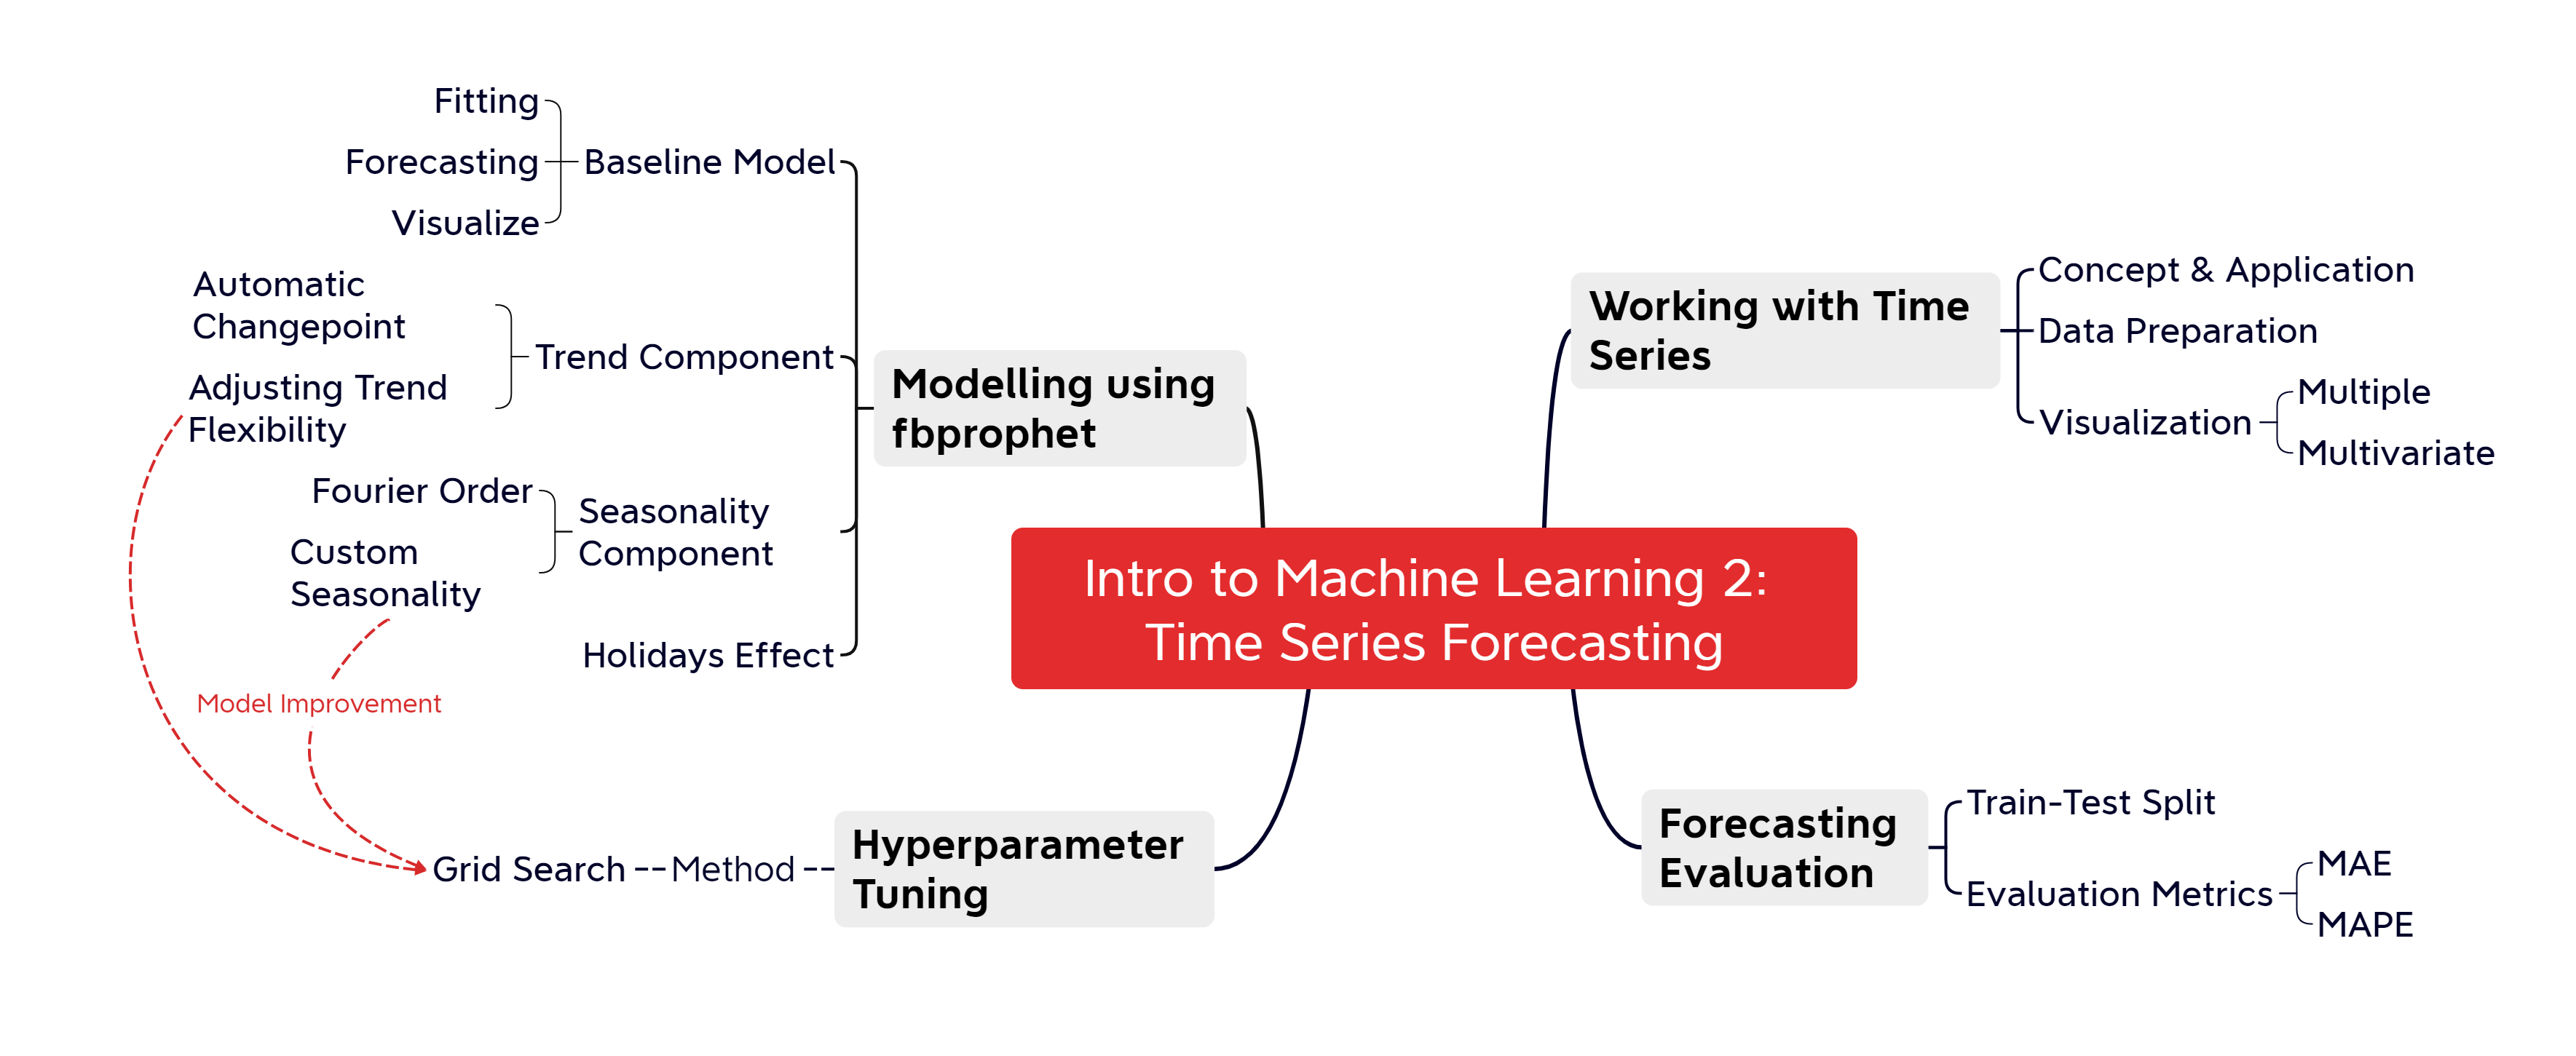 Intro to Machine Learning 2:
Time Series Forecasting
Working with Time
Series
Concept & Application
Data Preparation
Visualization
Multiple
Multivariate
Forecasting
Evaluation
Train-Test Split
Evaluation Metrics
MAE
MAPE
Modelling using
fbprophet
Baseline Model
Fitting
Forecasting
Visualize
Trend Component
Automatic
Changepoint
Adjusting Trend
Flexibility
Seasonality
Component
Fourier Order
Custom
Seasonality
Holidays Effect
Model Improvement
Hyperparameter
Tuning
Method
Grid Search